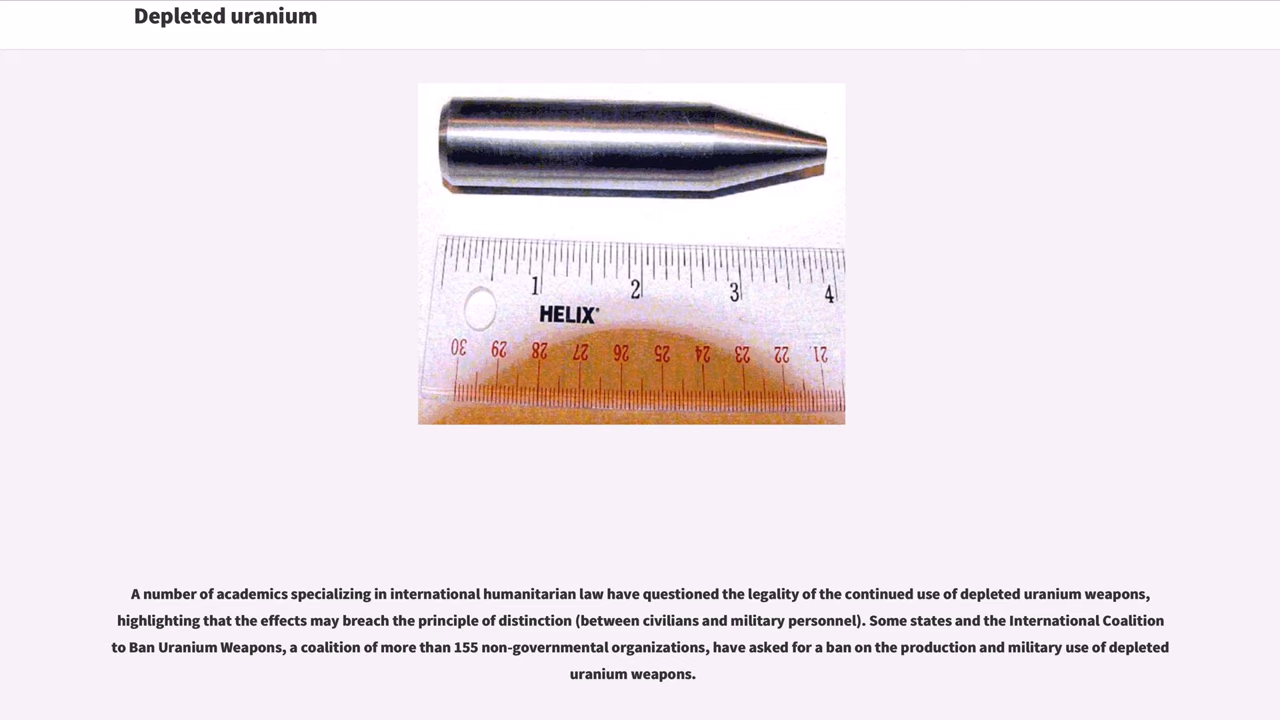 Depleted uranium
1 2 3 4
HELIX®
30 29 28 27 26 25 24 23 22 21
A number of academics specializing in international humanitarian law have questioned the legality of the continued use of depleted uranium weapons,
highlighting that the effects may breach the principle of distinction (between civilians and military personnel). Some states and the International Coalition
to Ban Uranium Weapons, a coalition of more than 155 non-governmental organizations, have asked for a ban on the production and military use of depleted
uranium weapons.